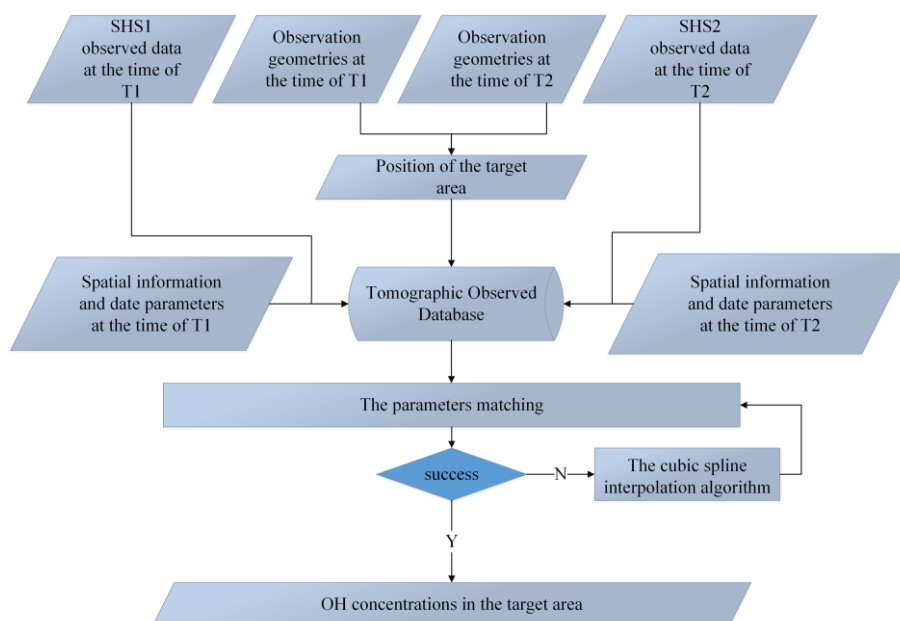 SHS1
observed data
at the time of
T1
Observation
geometries at
the time of T1
Observation
geometries at
the time of T2
SHS2
observed data
at the time of
T2
Position of the target
area
Spatial information
and date parameters
at the time of T1
Tomographic Observed
Database
Spatial information
and date parameters
at the time of T2
The parameters matching
success
N
The cubic spline
interpolation algorithm
Y
OH concentrations in the target area